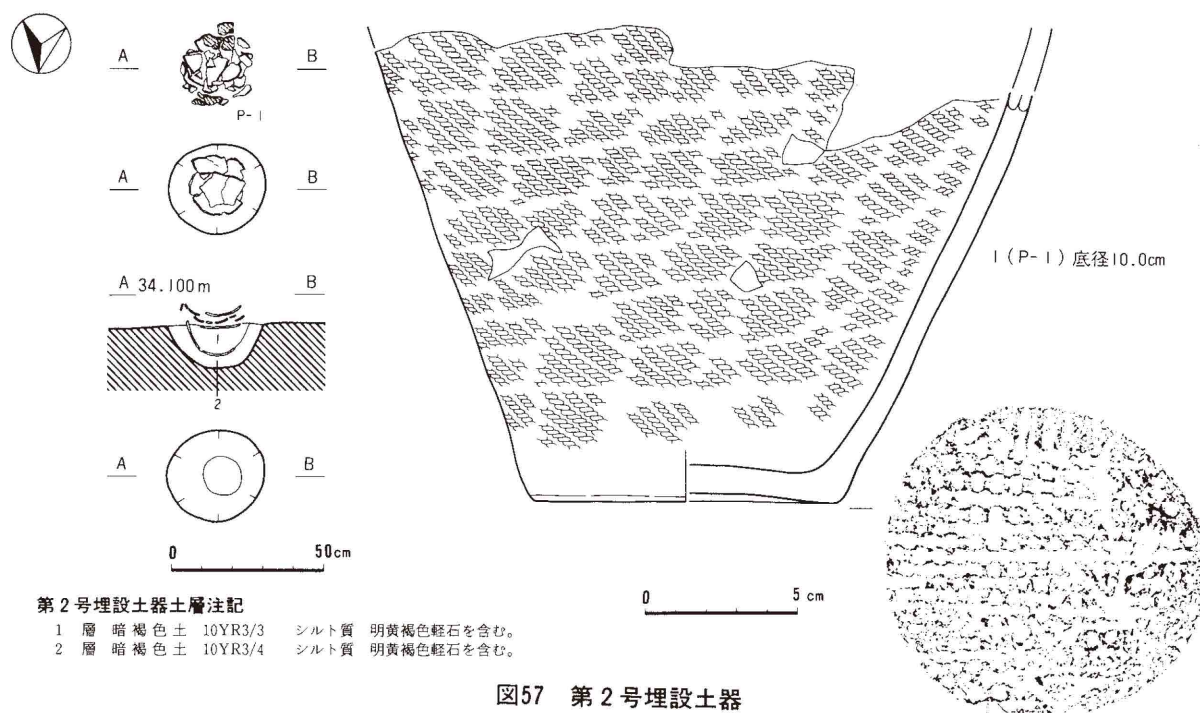 A B
P-1
A B
A 34.100m B
1
2
A B
0 50cm
1(P-1)底径10.0cm
0 5 cm
第2号埋設土器土層注記
1 層 暗褐色土 10YR3/3 シルト質 明黄褐色軽石を含む。
2 層 暗褐色土 10YR3/4 シルト質 明黄褐色軽石を含む。
図57 第2号埋設土器